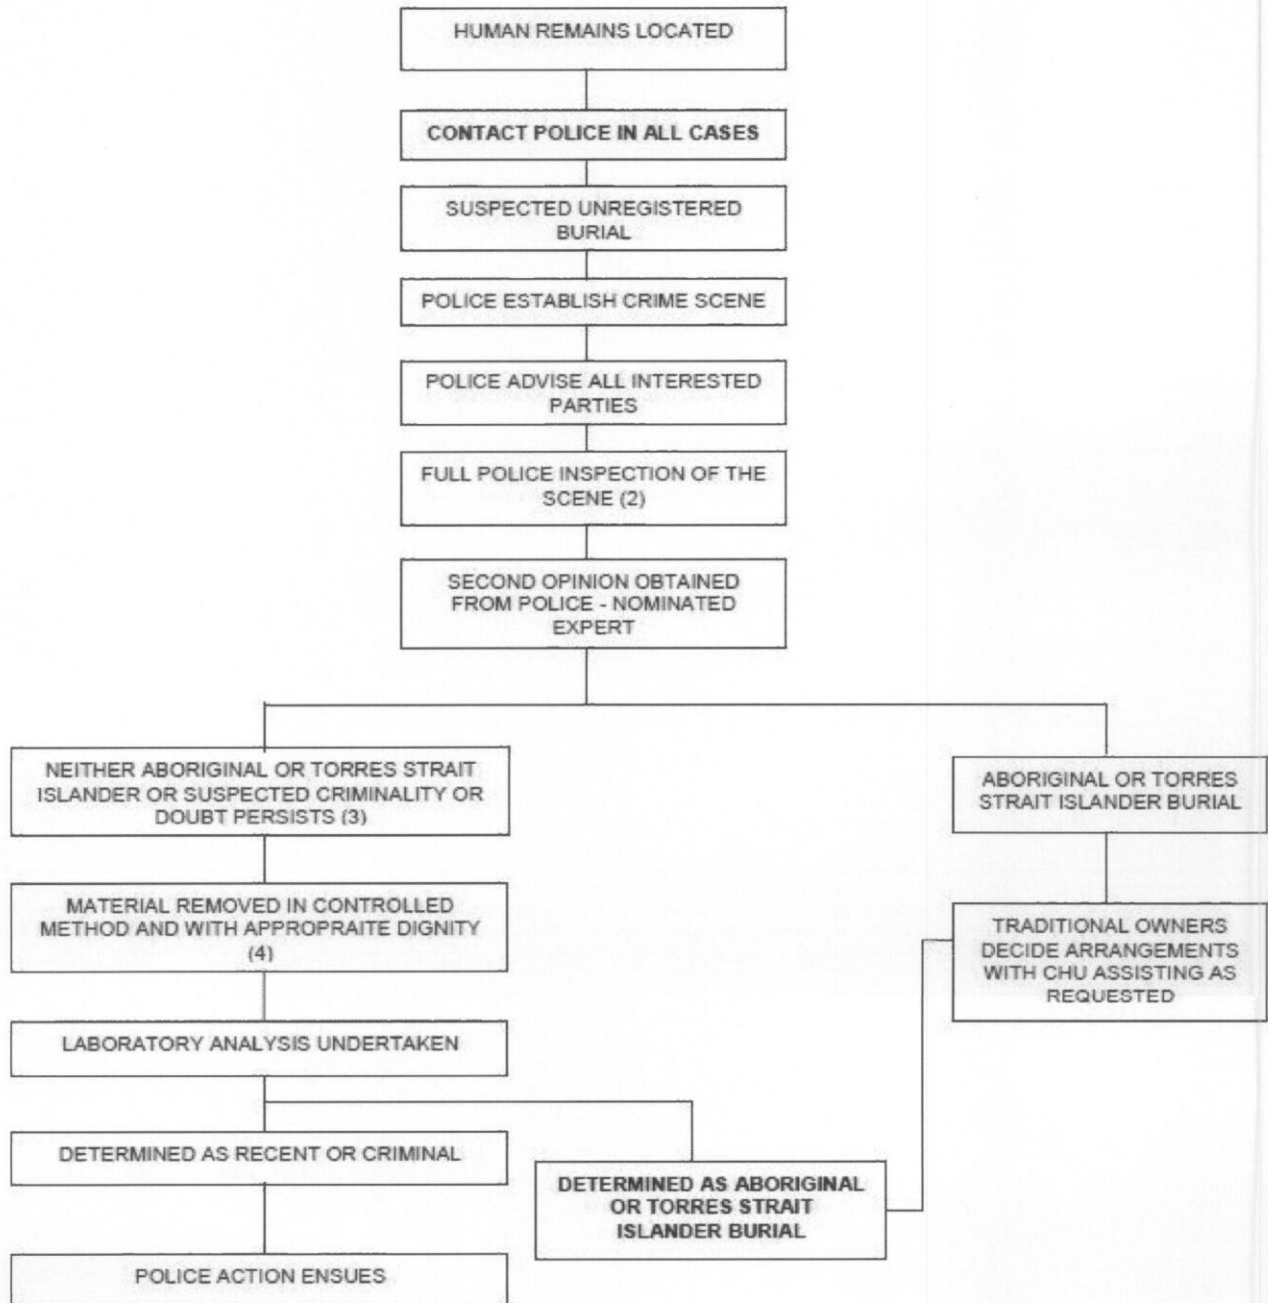 HUMAN REMAINS LOCATED
CONTACT POLICE IN ALL CASES
SUSPECTED UNREGISTERED
BURIAL
POLICE ESTABLISH CRIME SCENE
POLICE ADVISE ALL INTERESTED
PARTIES
FULL POLICE INSPECTION OF THE
SCENE (2)
SECOND OPINION OBTAINED
FROM POLICE - NOMINATED
EXPERT
NEITHER ABORIGINAL OR TORRES STRAIT
ISLANDER OR SUSPECTED CRIMINALITY OR
DOUBT PERSISTS (3)
ABORIGINAL OR TORRES
STRAIT ISLANDER BURIAL
MATERIAL REMOVED IN CONTROLLED
METHOD AND WITH APPROPRAITE DIGNITY
(4)
TRADITIONAL OWNERS
DECIDE ARRANGEMENTS
WITH CHU ASSISTING AS
REQUESTED
LABORATORY ANALYSIS UNDERTAKEN
DETERMINED AS RECENT OR CRIMINAL
DETERMINED AS ABORIGINAL
OR TORRES STRAIT
ISLANDER BURIAL
POLICE ACTION ENSUES